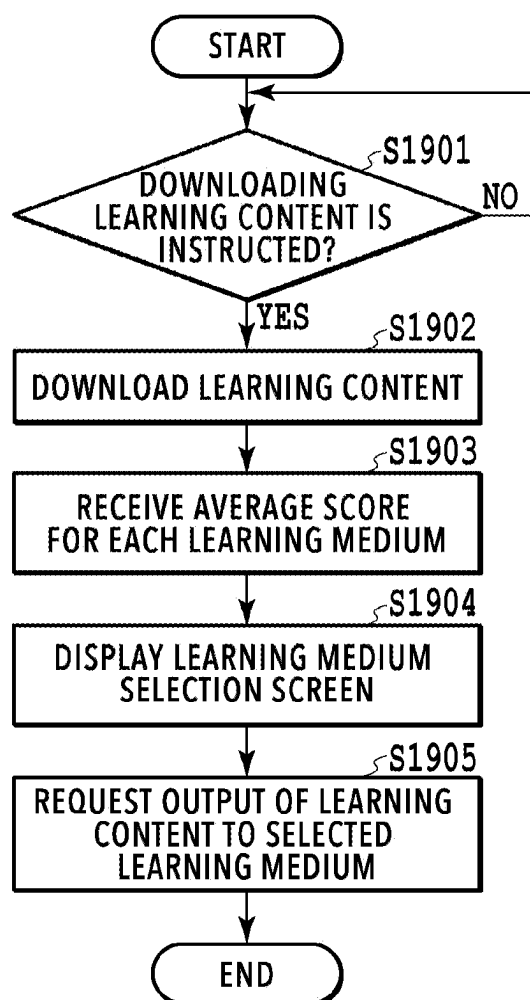 START
S1901
DOWNLOADING
LEARNING CONTENT IS
INSTRUCTED?
NO
YES
S1902
DOWNLOAD LEARNING CONTENT
S1903
RECEIVE AVERAGE SCORE
FOR EACH LEARNING MEDIUM
S1904
DISPLAY LEARNING MEDIUM
SELECTION SCREEN
S1905
REQUEST OUTPUT OF LEARNING
CONTENT TO SELECTED
LEARNING MEDIUM
END